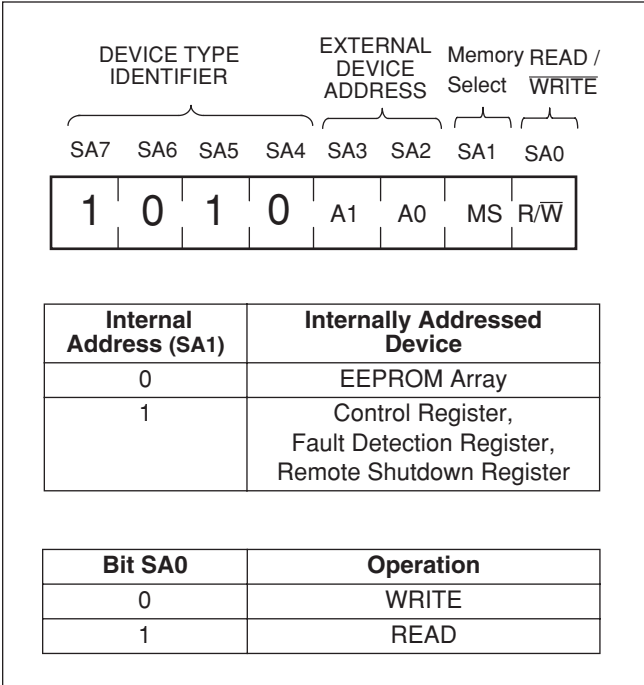 DEVICE TYPE
IDENTIFIER
EXTERNAL
DEVICE
ADDRESS
Memory
Select
READ /
WRITE
SA7 SA6 SA5 SA4 SA3 SA2 SA1 SA0
1 0 1 0 A1 A0 MS R/W
Internal
Address (SA1)
Internally Addressed
Device
0 EEPROM Array
1 Control Register,
Fault Detection Register,
Remote Shutdown Register
Bit SA0 Operation
0 WRITE
1 READ